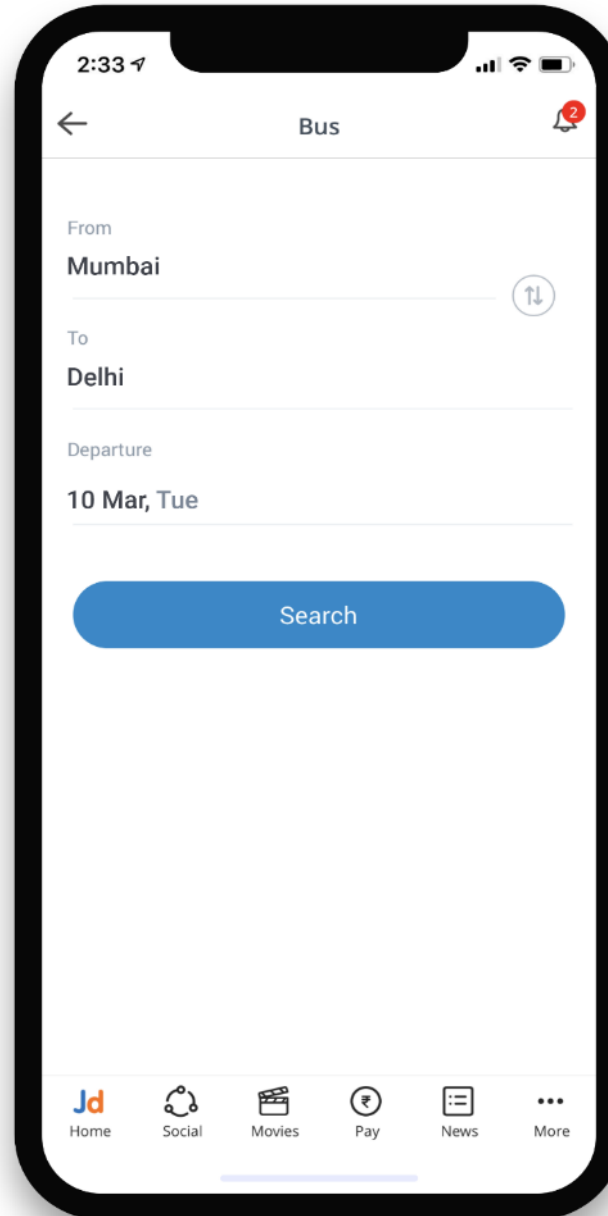 2:33
Bus
2
From
Mumbai
To
Delhi
Departure
10 Mar, Tue
Search
Jd
Home Social Movies Pay News More